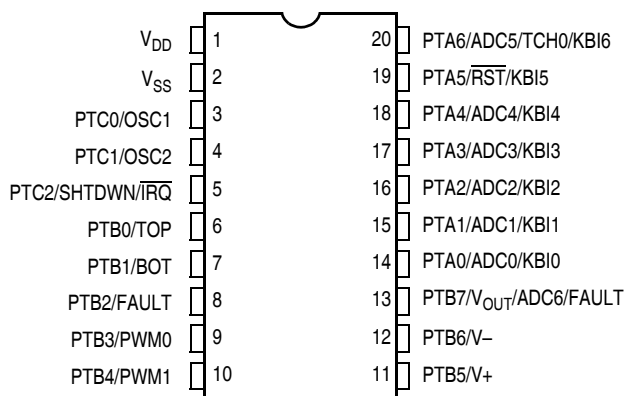 V_DD 1 20 PTA6/ADC5/TCH0/KBI6
V_SS 2 19 PTA5/R̅S̅T̅/KBI5
PTC0/OSC1 3 18 PTA4/ADC4/KBI4
PTC1/OSC2 4 17 PTA3/ADC3/KBI3
PTC2/SHTDWN/I̅R̅Q̅ 5 16 PTA2/ADC2/KBI2
PTB0/TOP 6 15 PTA1/ADC1/KBI1
PTB1/BOT 7 14 PTA0/ADC0/KBI0
PTB2/FAULT 8 13 PTB7/V_OUT/ADC6/FAULT
PTB3/PWM0 9 12 PTB6/V–
PTB4/PWM1 10 11 PTB5/V+